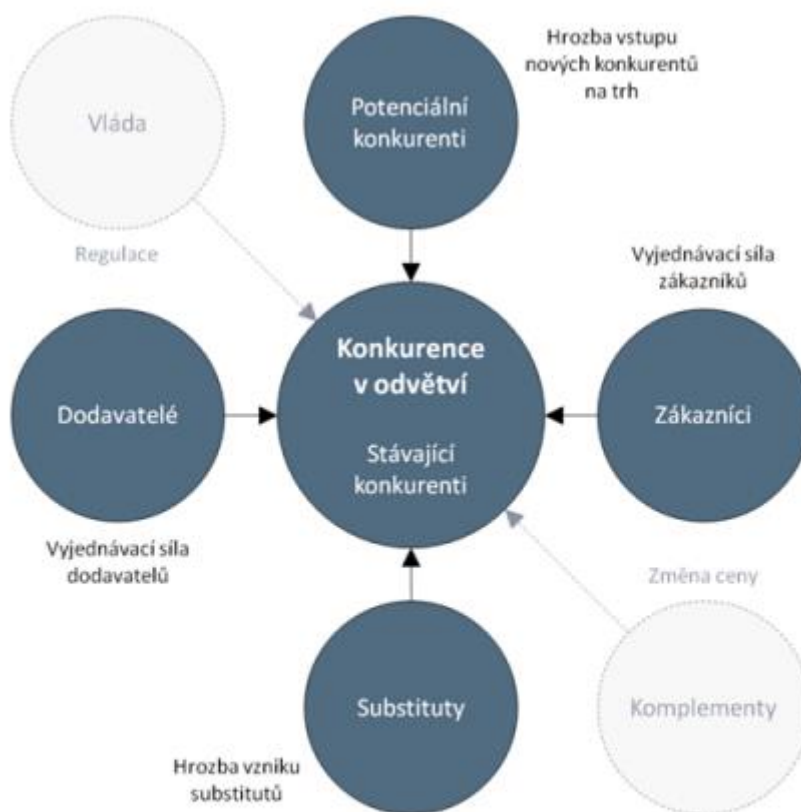 Hrozba vstupu
nových konkurentů
na trh
Vláda
Potenciální
konkurenti
Regulace
Vyjednávací síla
zákazníků
Konkurence
v odvětví
Stávající
konkurenti
Dodavatelé
Zákazníci
Vyjednávací síla
dodavatelů
Změna ceny
Substituty
Komplementy
Hrozba vzniku
substitutů